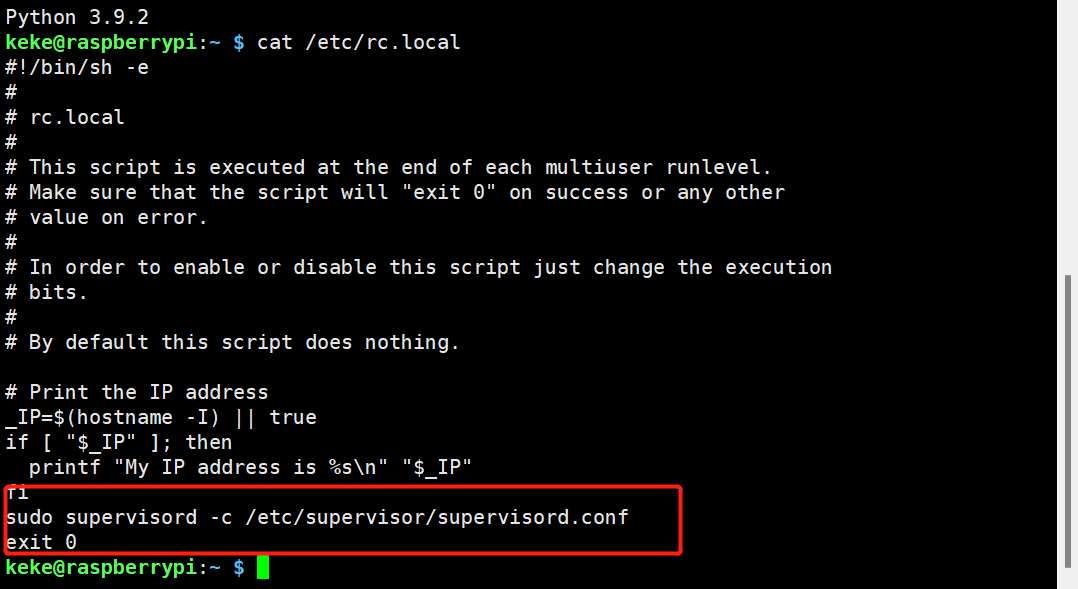 Python 3.9.2
keke@raspberrypi:~ $ cat /etc/rc.local
#!/bin/sh -e
#
# rc.local
#
# This script is executed at the end of each multiuser runlevel.
# Make sure that the script will "exit 0" on success or any other
# value on error.
#
# In order to enable or disable this script just change the execution
# bits.
#
# By default this script does nothing.

# Print the IP address
_IP=$(hostname -I) || true
if [ "$_IP" ]; then
  printf "My IP address is %s\n" "$_IP"
fi
sudo supervisord -c /etc/supervisor/supervisord.conf
exit 0
keke@raspberrypi:~ $